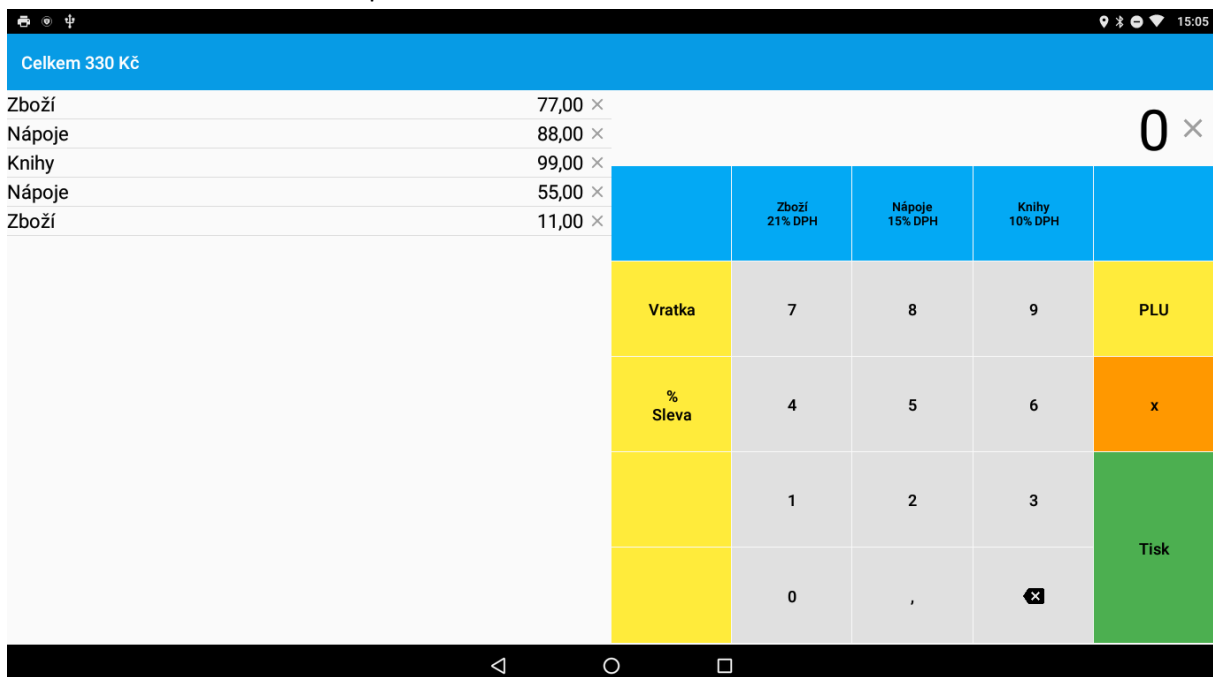 15:05
Celkem 330 Kč
Zboží 77,00
Nápoje 88,00
Knihy 99,00
Nápoje 55,00
Zboží 11,00
0
Zboží
21% DPH
Nápoje
15% DPH
Knihy
10% DPH
Vratka 7 8 9 PLU
%
Sleva 4 5 6 x
1 2 3
Tisk
0 ,